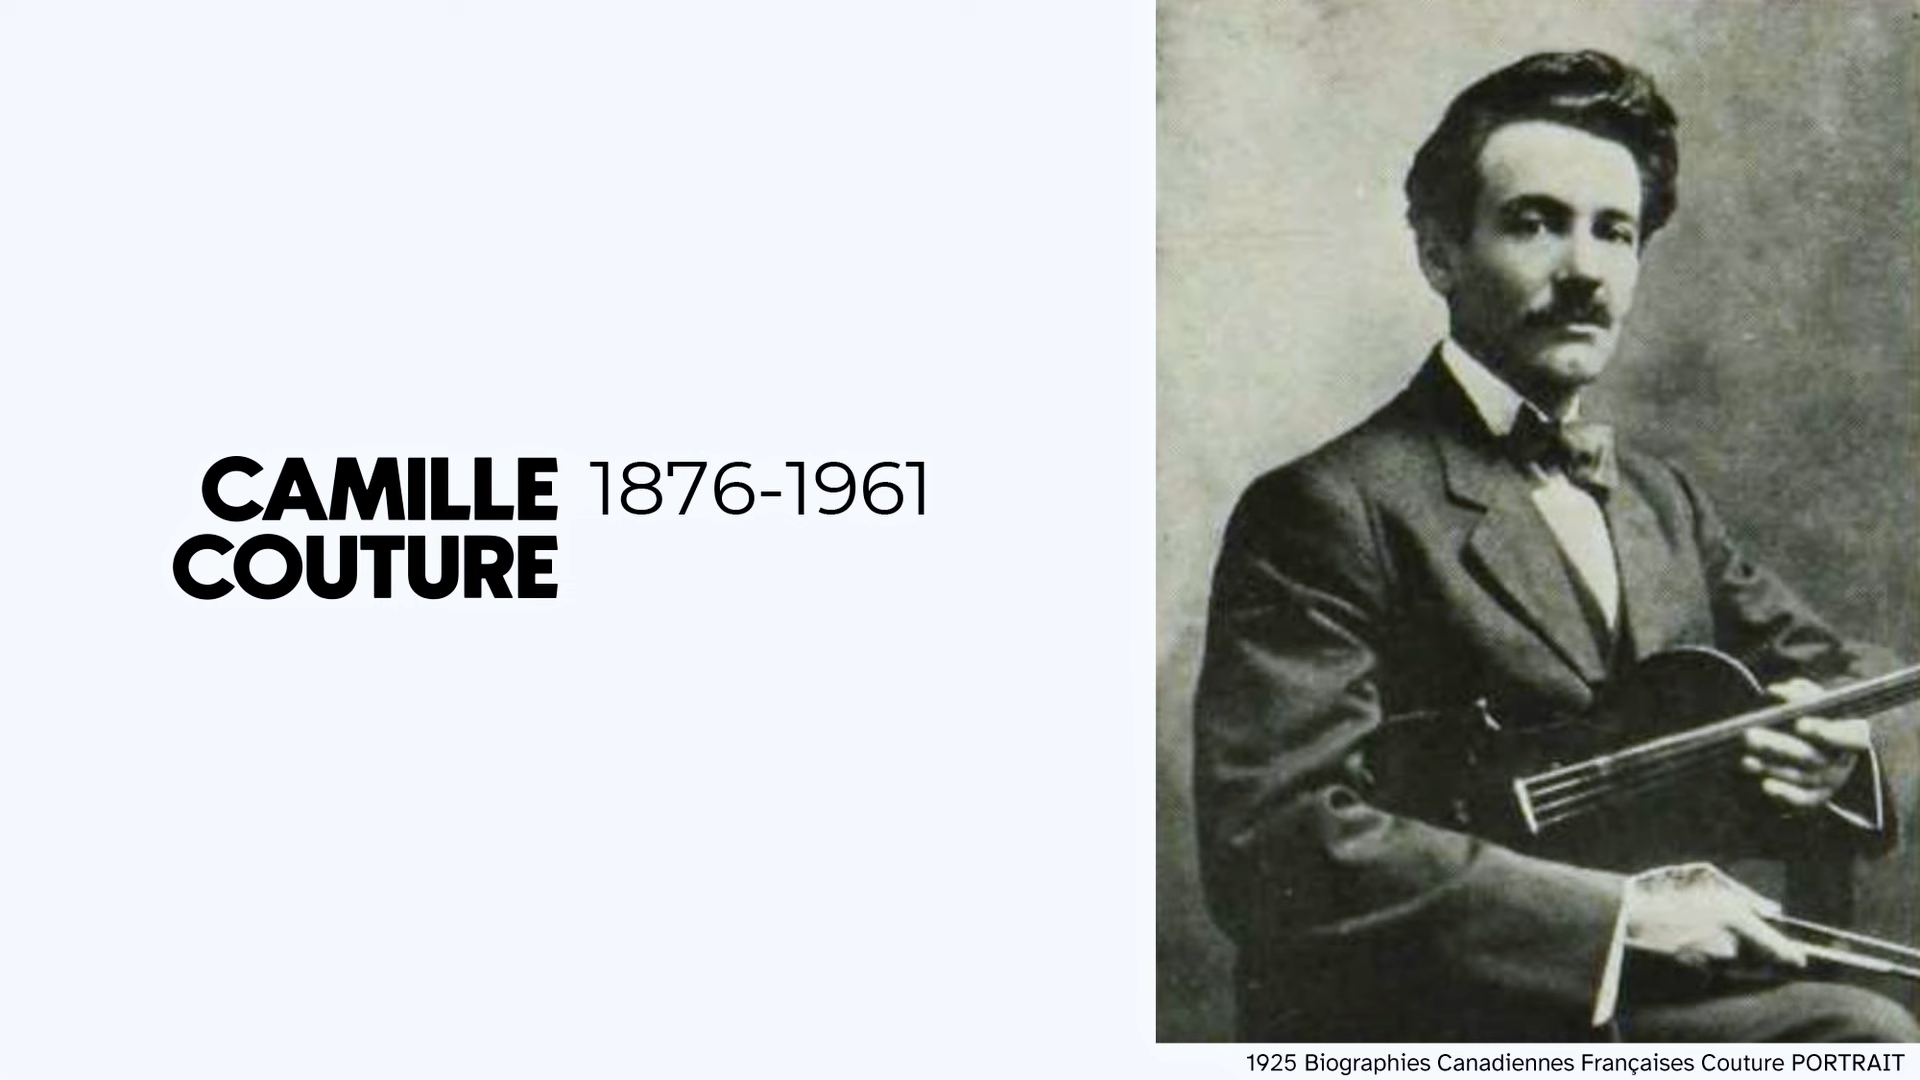 CAMILLE 1876-1961
COUTURE
1925 Biographies Canadiennes Françaises Couture PORTRAIT